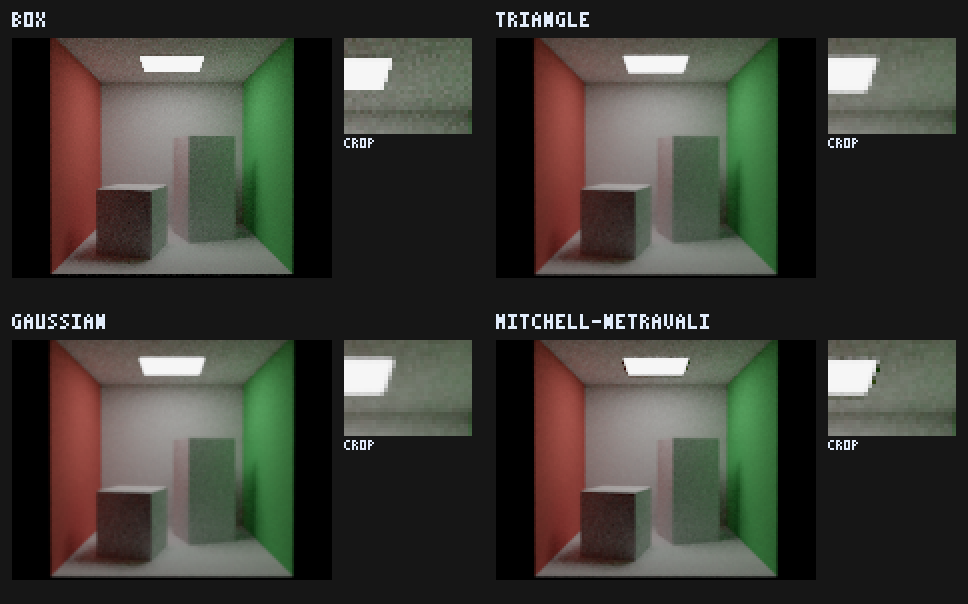 BOX
TRIANGLE
CROP
CROP
GAUSSIAN
MITCHELL-NETRAVALI
CROP
CROP